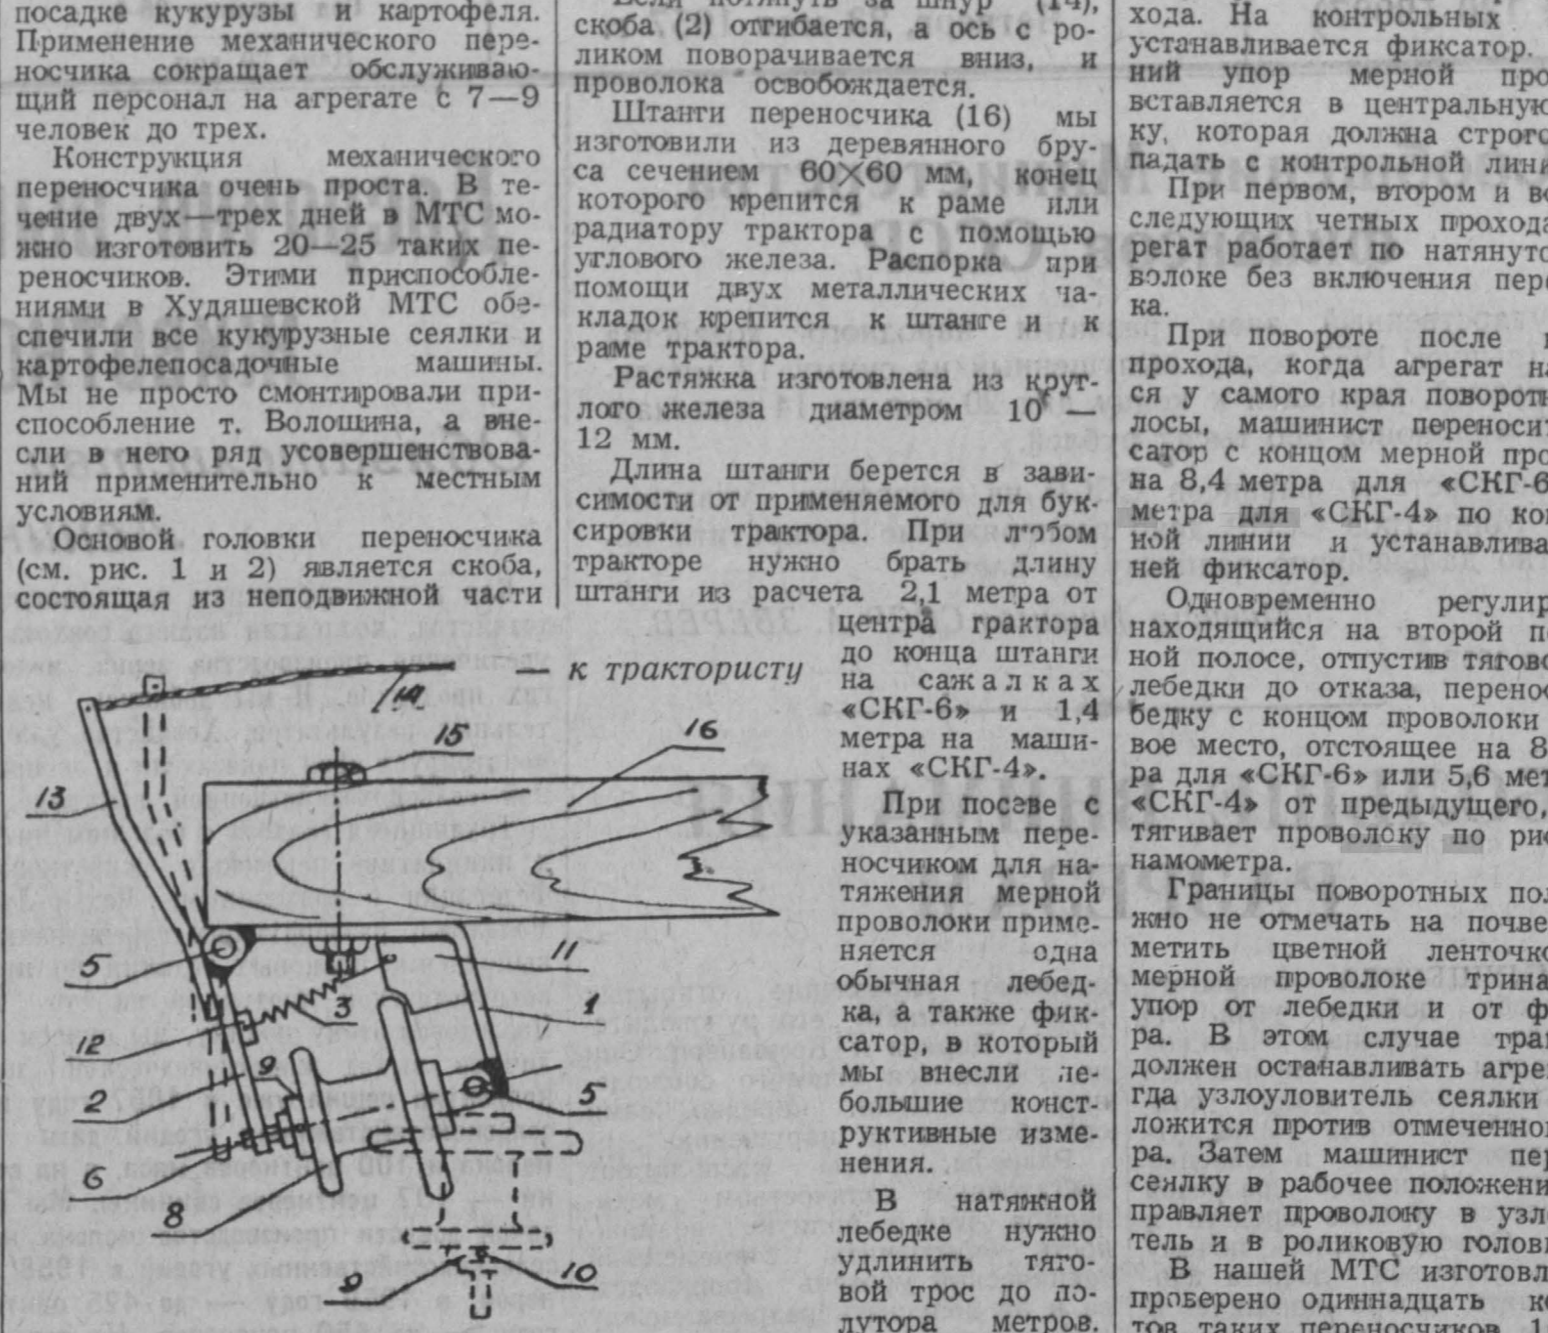 посадке кукурузы и картофеля.
Применение механического пере-
носчика сокращает обслуживаю-
щий персонал на агрегате с 7—9
человек до трех.
Конструкция механического
переносчика очень проста. В те-
чение двух—трех дней в МТС мо-
жно изготовить 20—25 таких пе-
реносчиков. Этими приспособле-
ниями в Худяшевской МТС обе-
спечили все кукурузные сеялки и
картофелепосадочные машины.
Мы не просто смонтировали при-
способление т. Волошина, а вне-
сли в него ряд усовершенствова-
ний применительно к местным
условиям.
Основой головки переносчика
(см. рис. 1 и 2) является скоба,
состоящая из неподвижной части
Если потянуть за шнур (14),
скоба (2) отгибается, а ось с ро-
ликом поворачивается вниз, и
проволока освобождается.
Штанги переносчика (16) мы
изготовили из деревянного бру-
са сечением 60×60 мм, конец
которого крепится к раме или
радиатору трактора с помощью
углового железа. Распорка при
помощи двух металлических на-
кладок крепится к штанге и к
раме трактора.
Растяжка изготовлена из круг-
лого железа диаметром 10 —
12 мм.
Длина штанги берется в зави-
симости от применяемого для бук-
сировки трактора. При любом
тракторе нужно брать длину
штанги из расчета 2,1 метра от
центра трактора
до конца штанги
на сажалках
«СКГ-6» и 1,4
метра на маши-
нах «СКГ-4».
При посеве с
указанным пере-
носчиком для на-
тяжения мерной
проволоки приме-
няется одна
обычная лебед-
ка, а также фик-
сатор, в который
мы внесли не-
большие конст-
руктивные изме-
нения.
В натяжной
лебедке нужно
удлинить тяго-
вой трос до по-
лутора метров.
— к трактористу
14
15
16
13
5
11
3
1
12
9
2
5
6
8
9
10
хода. На контрольных
устанавливается фиксатор.
ний упор мерной про
вставляется в центральную
ку, которая должна строго
падать с контрольной лини
При первом, втором и во
следующих четных прохода
регат работает по натянуто
волоке без включения пере
ка.
При повороте после
прохода, когда агрегат на
ся у самого края поворотн
лосы, машинист переносит
сатор с концом мерной про
на 8,4 метра для «СКГ-6
метра для «СКГ-4» по кон
ной линии и устанавлива
ней фиксатор.
Одновременно регулир
находящийся на второй п
ной полосе, отпустив тягово
лебедки до отказа, перенос
бедку с концом проволоки
вое место, отстоящее на 8
ра для «СКГ-6» или 5,6 мет
«СКГ-4» от предыдущего,
тягивает проволоку по
намометра.
Границы поворотных пол
жно не отмечать на почве
метить цветной ленточко
мерной проволоке трина
упор от лебедки и от ф
ра. В этом случае тра
должен останавливать агре
гда узлоуловитель сеялки
ложится против отмеченно
ра. Затем машинист пер
сеялку в рабочее положени
правляет проволоку в узло
тель и в роликовую голов
В нашей МТС изготовл
проверено одиннадцать к
тов таких переносчиков.